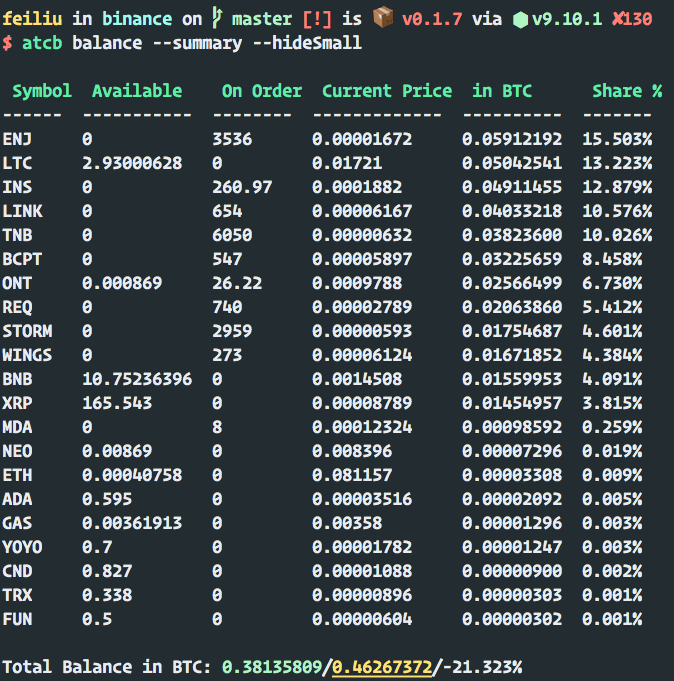 feiliu in binance on master [!] is 📦 v0.1.7 via ⬢ v9.10.1 ✘130
$ atcb balance --summary --hideSmall
Symbol Available On Order Current Price in BTC Share %
------ ----------- -------- ------------- ---------- -------
ENJ 0 3536 0.00001672 0.05912192 15.503%
LTC 2.93000628 0 0.01721 0.05042541 13.223%
INS 0 260.97 0.0001882 0.04911455 12.879%
LINK 0 654 0.00006167 0.04033218 10.576%
TNB 0 6050 0.00000632 0.03823600 10.026%
BCPT 0 547 0.00005897 0.03225659 8.458%
ONT 0.000869 26.22 0.0009788 0.02566499 6.730%
REQ 0 740 0.00002789 0.02063860 5.412%
STORM 0 2959 0.00000593 0.01754687 4.601%
WINGS 0 273 0.00006124 0.01671852 4.384%
BNB 10.75236396 0 0.0014508 0.01559953 4.091%
XRP 165.543 0 0.00008789 0.01454957 3.815%
MDA 0 8 0.00012324 0.00098592 0.259%
NEO 0.00869 0 0.008396 0.00007296 0.019%
ETH 0.00040758 0 0.081157 0.00003308 0.009%
ADA 0.595 0 0.00003516 0.00002092 0.005%
GAS 0.00361913 0 0.00358 0.00001296 0.003%
YOYO 0.7 0 0.00001782 0.00001247 0.003%
CND 0.827 0 0.00001088 0.00000900 0.002%
TRX 0.338 0 0.00000896 0.00000303 0.001%
FUN 0.5 0 0.00000604 0.00000302 0.001%
Total Balance in BTC: 0.38135809/0.46267372/-21.323%